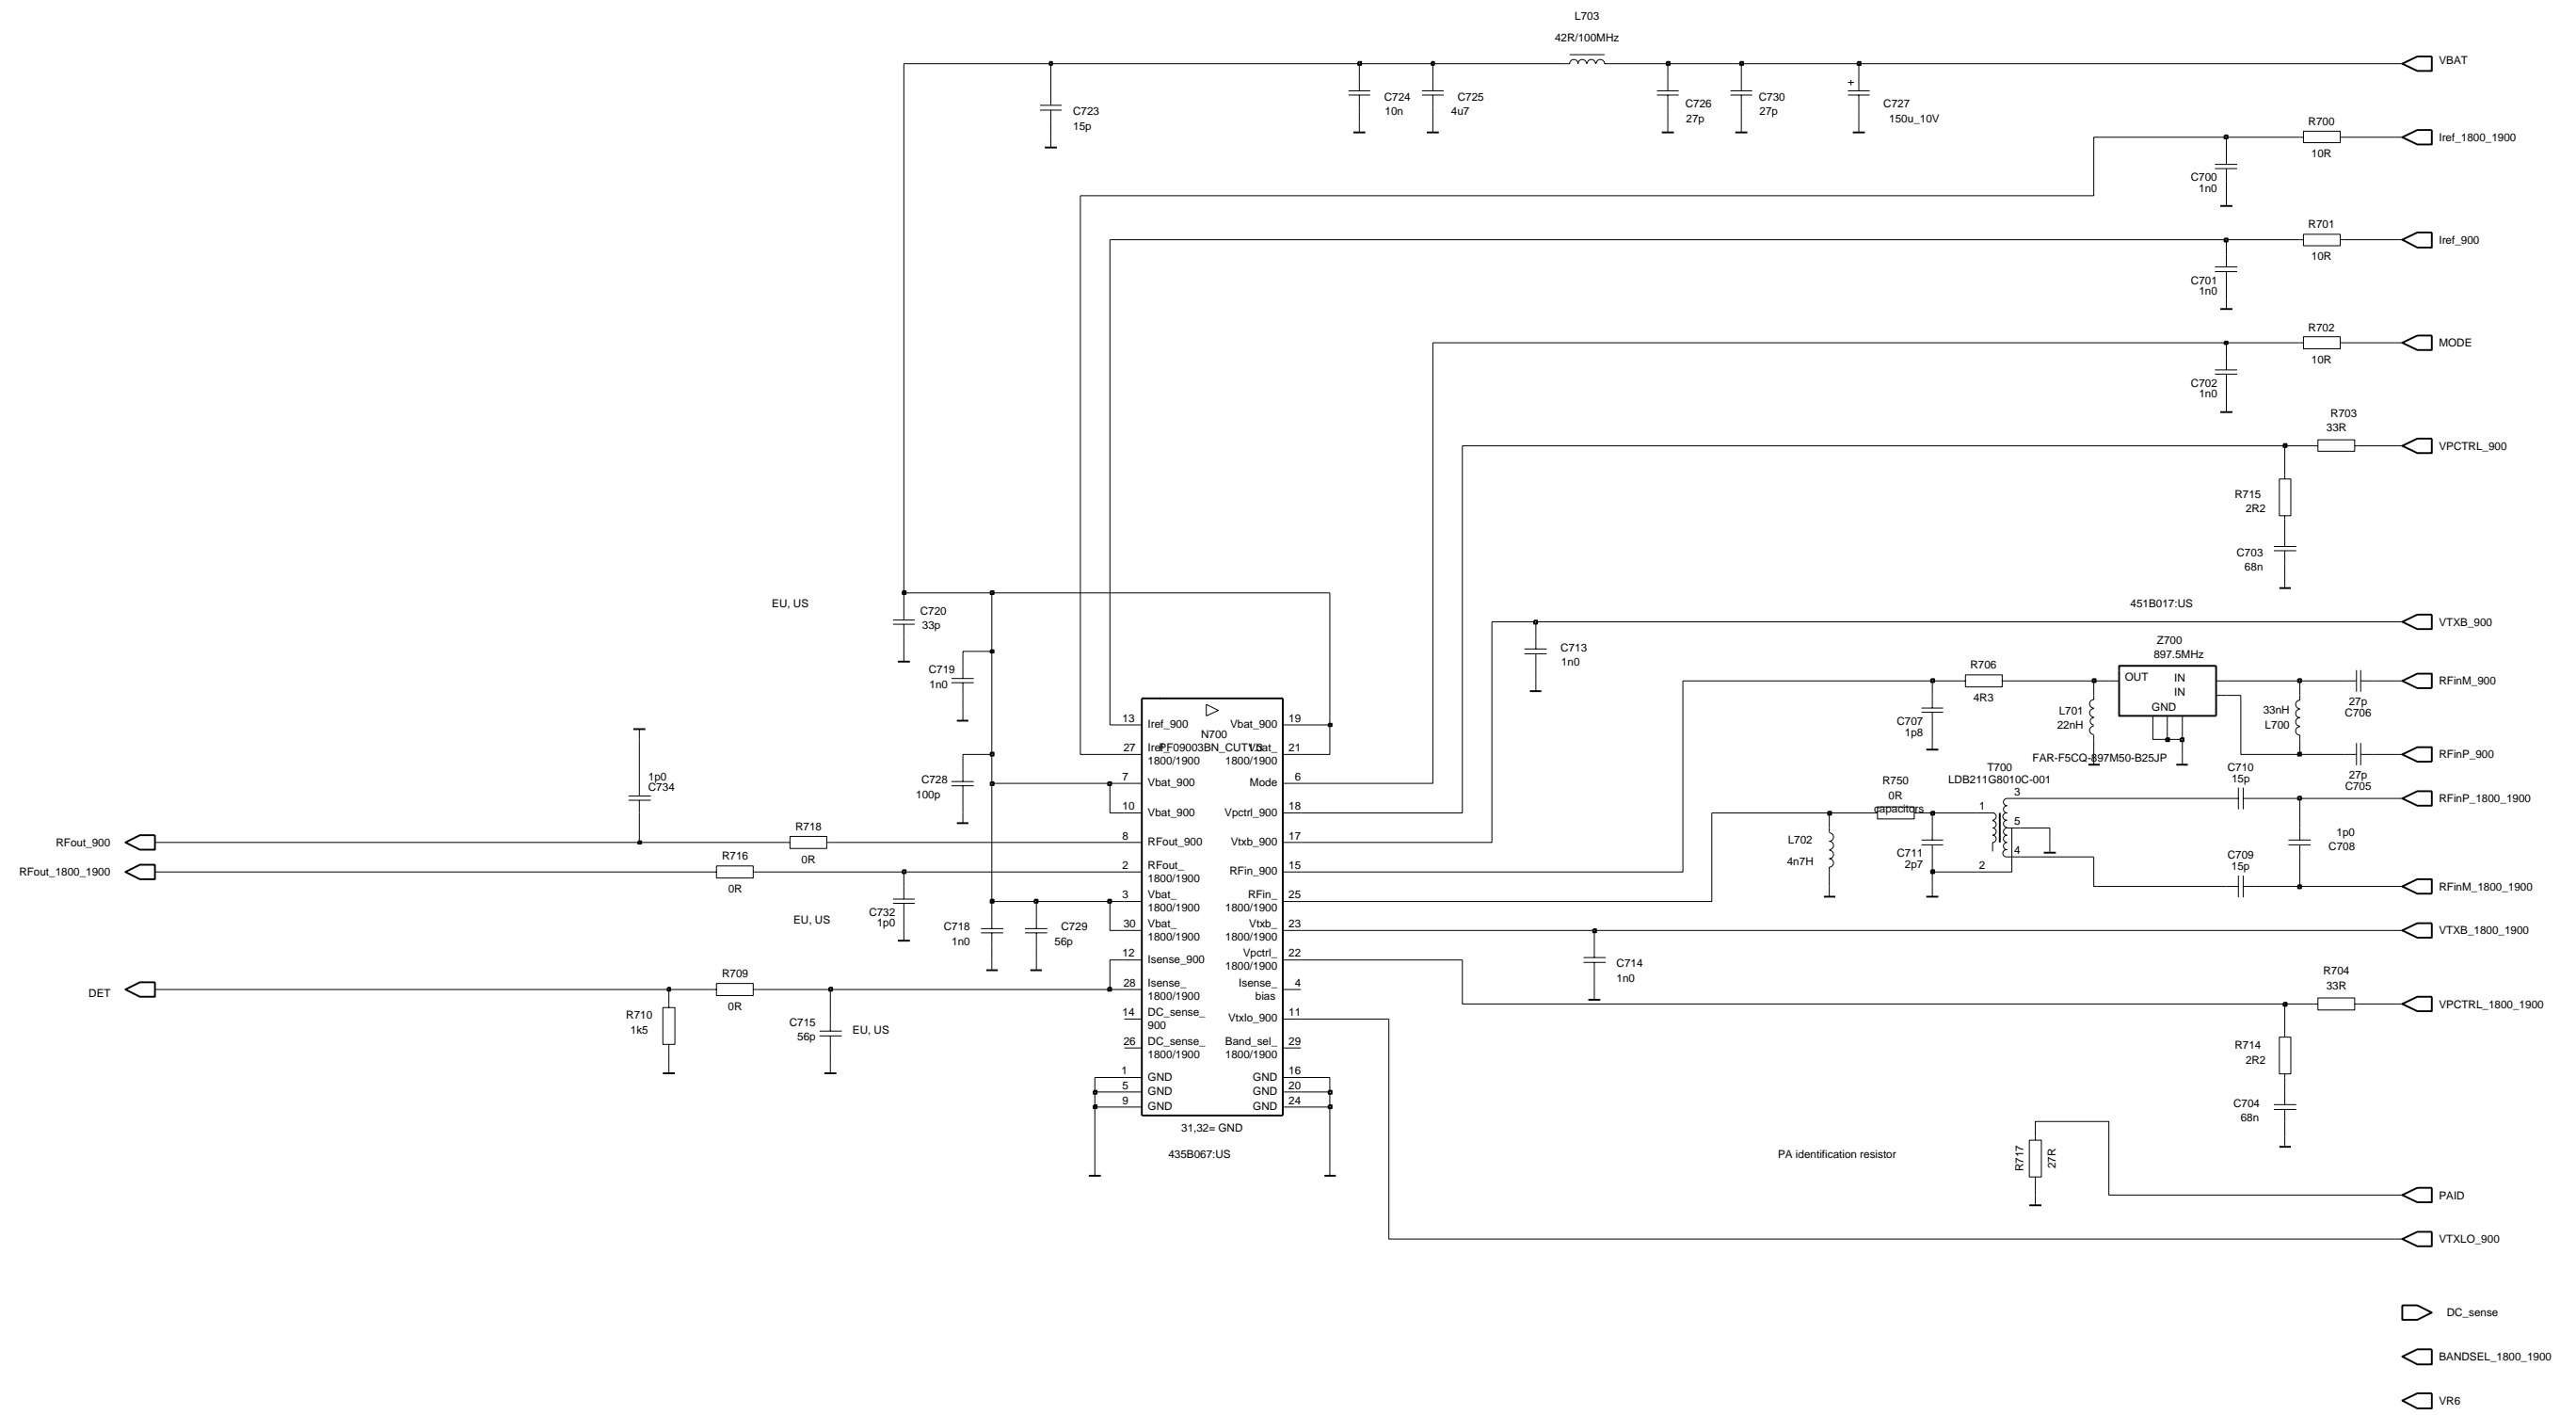 L703
42R/100MHz
VBAT
C723
15p
C724
10n
C725
4u7
C726
27p
C730
27p
+
C727
150u_10V
R700
10R
Iref_1800_1900
C700
1n0
R701
10R
Iref_900
C701
1n0
R702
10R
MODE
C702
1n0
R703
33R
VPCTRL_900
R715
2R2
C703
68n
EU, US
C720
33p
C719
1n0
C728
100p
451B017:US
VTXB_900
C713
1n0
Z700
897.5MHz
OUT
IN
IN
GND
R706
4R3
C707
1p8
L701
22nH
33nH
L700
27p
C706
RFinM_900
27p
C705
RFinP_900
FAR-F5CQ-897M50-B25JP
T700
LDB211G8010C-001
C710
15p
R750
0R
capacitors
1
2
3
5
4
RFinP_1800_1900
1p0
C708
L702
4n7H
C711
2p7
C709
15p
RFinM_1800_1900
1p0
C734
RFout_900
R718
0R
RFout_1800_1900
R716
0R
EU, US
C732
1p0
C718
1n0
C729
56p
DET
R709
0R
R710
1k5
C715
56p
EU, US
N700
PF09003BN_CUT1.3
13 Iref_900
27 Iref_
1800/1900
7 Vbat_900
10 Vbat_900
8 RFout_900
2 RFout_
1800/1900
3 Vbat_
1800/1900
30 Vbat_
1800/1900
12 Isense_900
28 Isense_
1800/1900
14 DC_sense_
900
26 DC_sense_
1800/1900
1 GND
5 GND
9 GND
Vbat_900 19
Vbat_ 21
1800/1900
Mode 6
Vpctrl_900 18
Vtxb_900 17
RFin_900 15
RFin_ 25
1800/1900
Vtxb_ 23
1800/1900
Vpctrl_ 22
1800/1900
Isense_ 4
bias
Vtxlo_900 11
Band_sel_ 29
1800/1900
GND 16
GND 20
GND 24
31,32= GND
435B067:US
VTXB_1800_1900
C714
1n0
R704
33R
VPCTRL_1800_1900
R714
2R2
C704
68n
PA identification resistor
R717
27R
PAID
VTXLO_900
DC_sense
BANDSEL_1800_1900
VR6